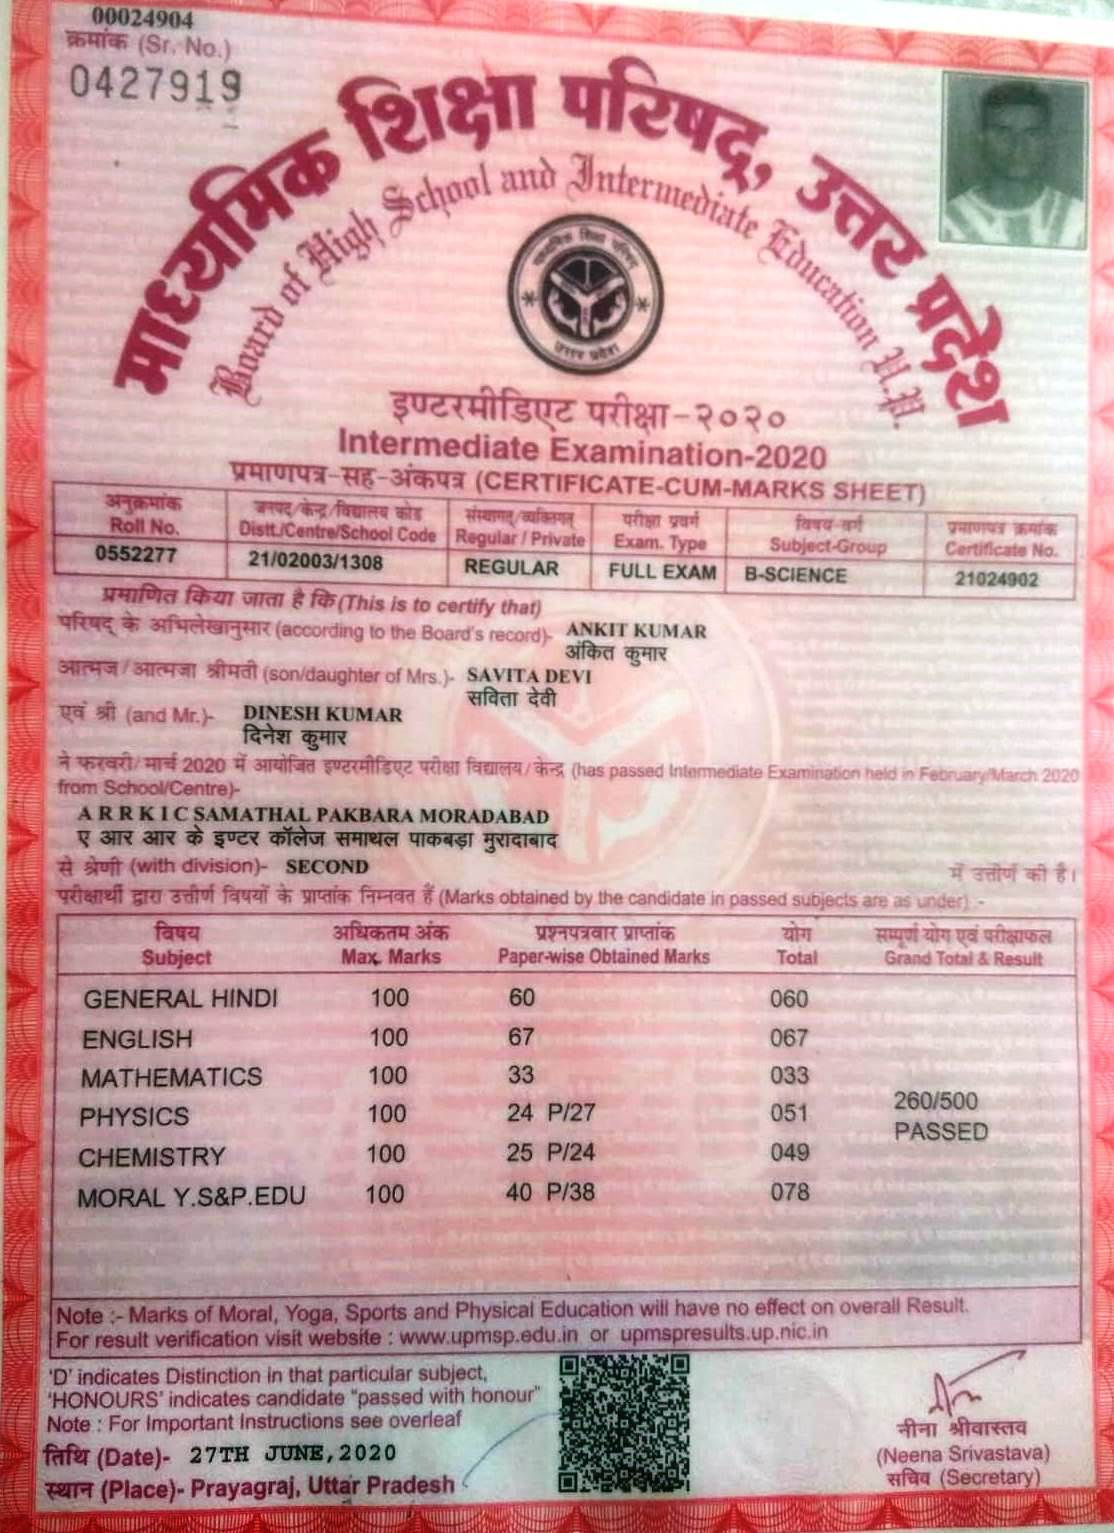 00024904
क्रमांक (Sr. No.)
0427919
माध्यमिक शिक्षा परिषद्, उत्तर प्रदेश
Board of High School and Intermediate Education U.P.
माध्यमिक शिक्षा परिषद
उत्तर प्रदेश
इण्टरमीडिएट परीक्षा-२०२०
Intermediate Examination-2020
प्रमाणपत्र-सह-अंकपत्र (CERTIFICATE-CUM-MARKS SHEET)
अनुक्रमांक जनपद/केन्द्र/विद्यालय कोड संस्थागत/व्यक्तिगत परीक्षा प्रवर्ग विषय-वर्ग प्रमाणपत्र क्रमांक
Roll No. Distt./Centre/School Code Regular / Private Exam. Type Subject-Group Certificate No.
0552277 21/02003/1308 REGULAR FULL EXAM B-SCIENCE 21024902
प्रमाणित किया जाता है कि (This is to certify that)
परिषद् के अभिलेखानुसार (according to the Board's record)- ANKIT KUMAR
अंकित कुमार
आत्मज/आत्मजा श्रीमती (son/daughter of Mrs.)- SAVITA DEVI
सविता देवी
एवं श्री (and Mr.)- DINESH KUMAR
दिनेश कुमार
ने फरवरी/मार्च 2020 में आयोजित इण्टरमीडिएट परीक्षा विद्यालय/केन्द्र (has passed Intermediate Examination held in February/March 2020
from School/Centre)-
A R R K I C SAMATHAL PAKBARA MORADABAD
ए आर आर के इण्टर कॉलेज समाथल पाकबड़ा मुरादाबाद
से श्रेणी (with division)- SECOND में उत्तीर्ण की है।
परीक्षार्थी द्वारा उत्तीर्ण विषयों के प्राप्तांक निम्नवत हैं (Marks obtained by the candidate in passed subjects are as under) :-
विषय अधिकतम अंक प्रश्नपत्रवार प्राप्तांक योग सम्पूर्ण योग एवं परीक्षाफल
Subject Max. Marks Paper-wise Obtained Marks Total Grand Total & Result
GENERAL HINDI 100 60 060
ENGLISH 100 67 067
MATHEMATICS 100 33 033
PHYSICS 100 24 P/27 051 260/500
PASSED
CHEMISTRY 100 25 P/24 049
MORAL Y.S&P.EDU 100 40 P/38 078
Note :- Marks of Moral, Yoga, Sports and Physical Education will have no effect on overall Result.
For result verification visit website : www.upmsp.edu.in or upmspresults.up.nic.in
'D' indicates Distinction in that particular subject,
'HONOURS' indicates candidate "passed with honour"
Note : For Important Instructions see overleaf
तिथि (Date)- 27TH JUNE,2020
स्थान (Place)- Prayagraj, Uttar Pradesh
नीना श्रीवास्तव
(Neena Srivastava)
सचिव (Secretary)